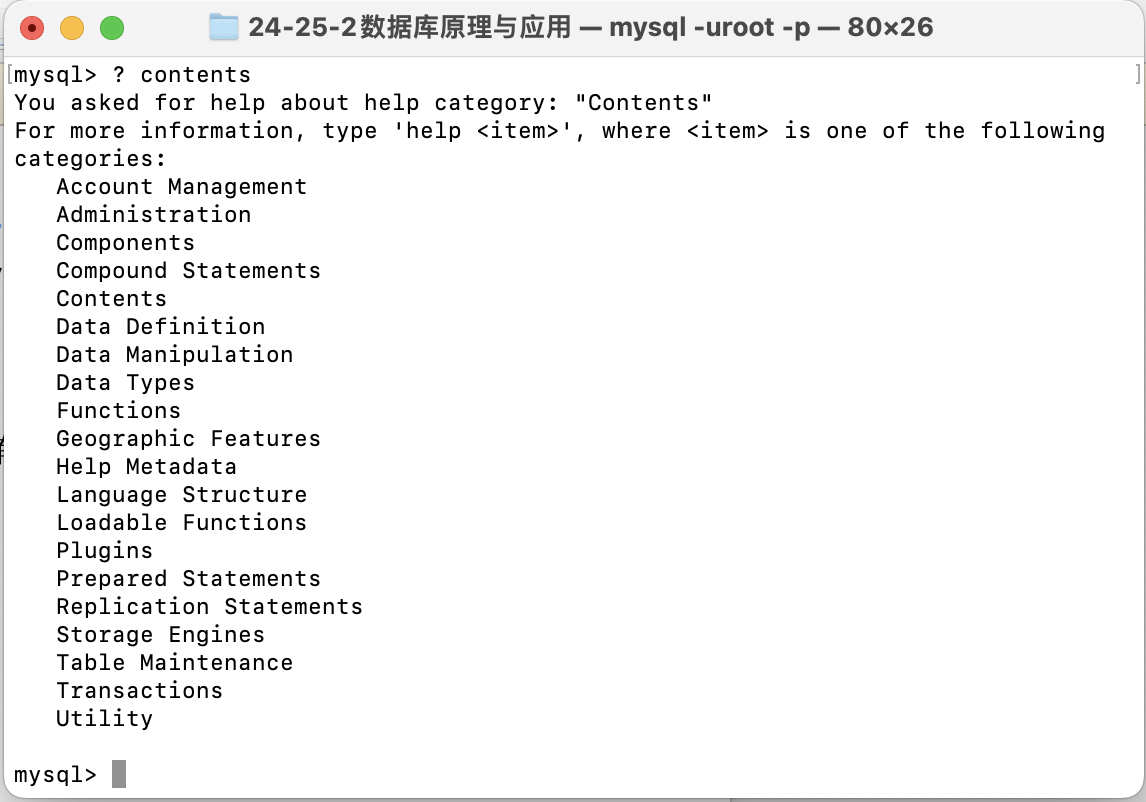 24-25-2数据库原理与应用 — mysql -uroot -p — 80×26
[mysql> ? contents ]
You asked for help about help category: "Contents"
For more information, type 'help <item>', where <item> is one of the following
categories:
   Account Management
   Administration
   Components
   Compound Statements
   Contents
   Data Definition
   Data Manipulation
   Data Types
   Functions
   Geographic Features
   Help Metadata
   Language Structure
   Loadable Functions
   Plugins
   Prepared Statements
   Replication Statements
   Storage Engines
   Table Maintenance
   Transactions
   Utility
mysql>